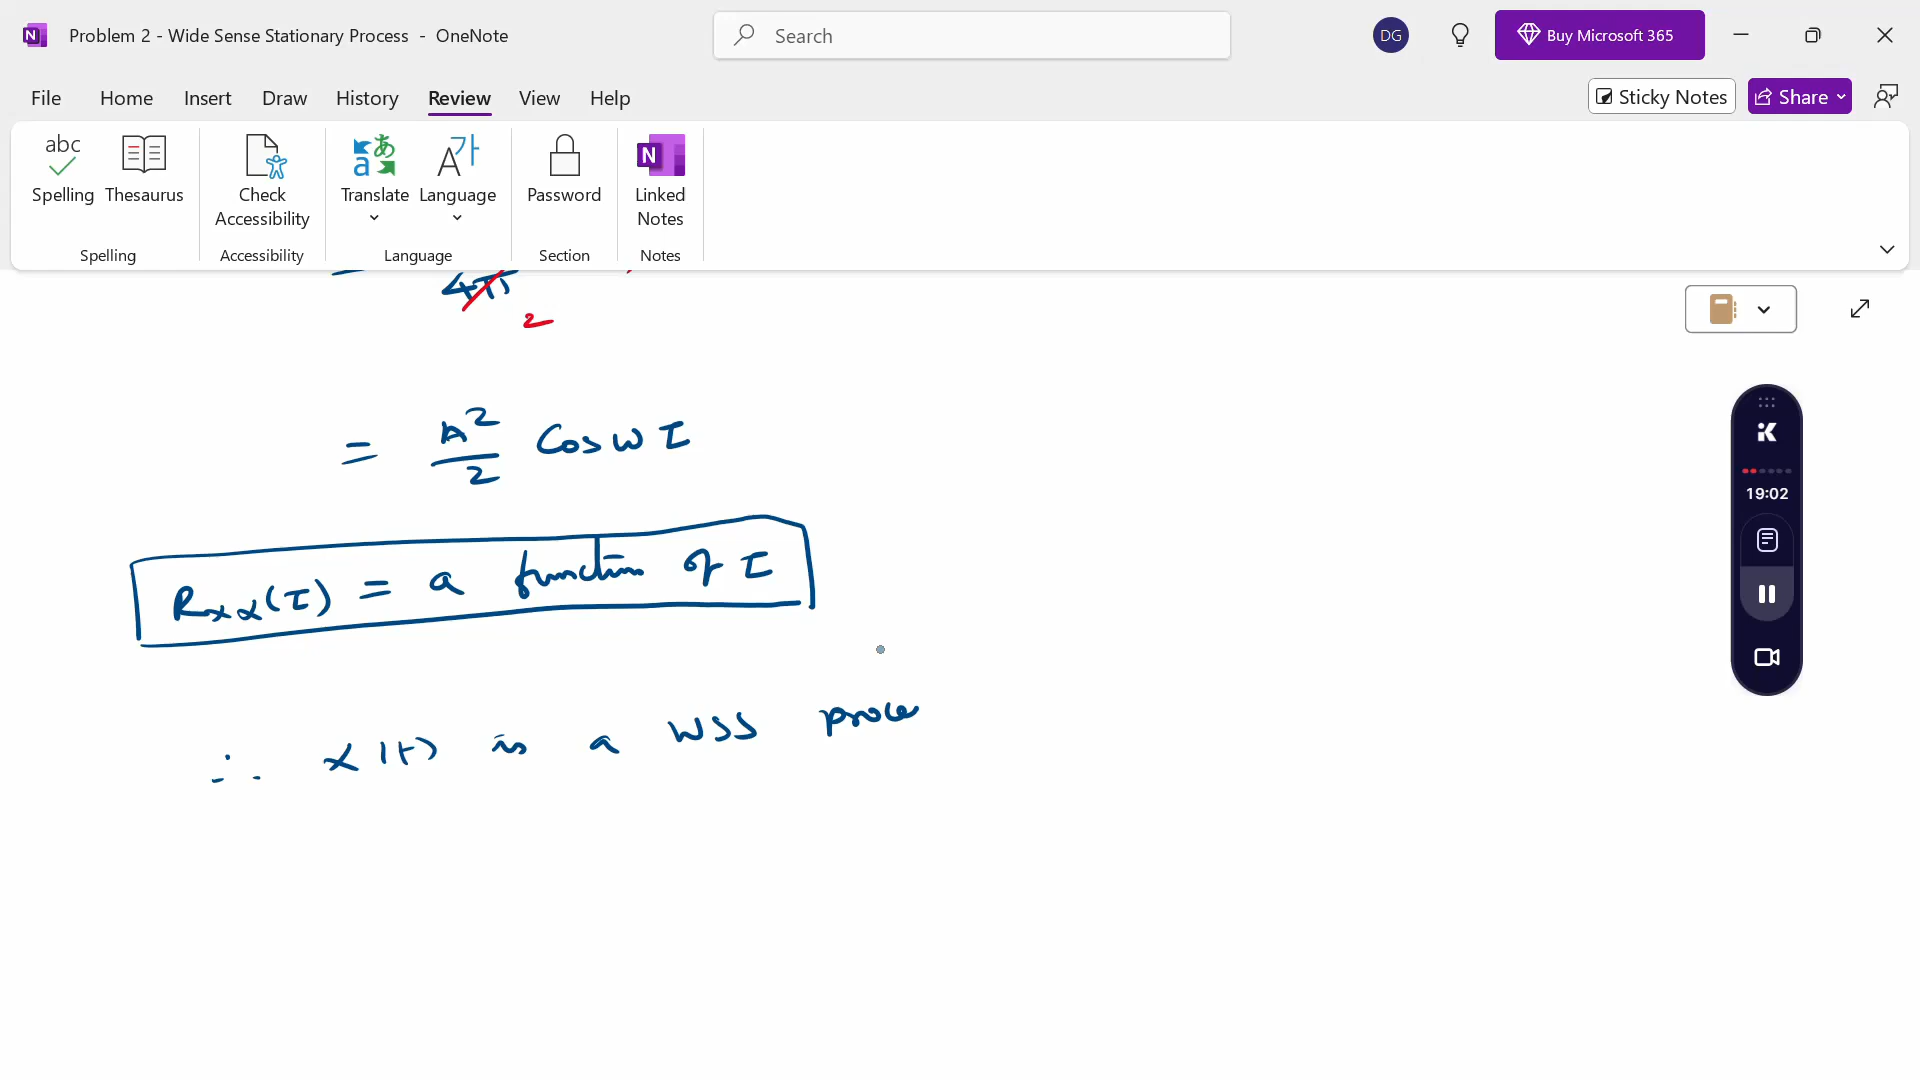 Problem 2 - Wide Sense Stationary Process - OneNote
Search
DG
Buy Microsoft 365
File Home Insert Draw History Review View Help
Sticky Notes
Share
abc
Spelling
Thesaurus
Check Accessibility
Translate
Language
Password
Linked Notes
Spelling
Accessibility
Language
Section
Notes
4π
2
= A²/2 Cos ω τ
Rxx(τ) = a function of τ
∴ X(t) is a WSS proce
19:02